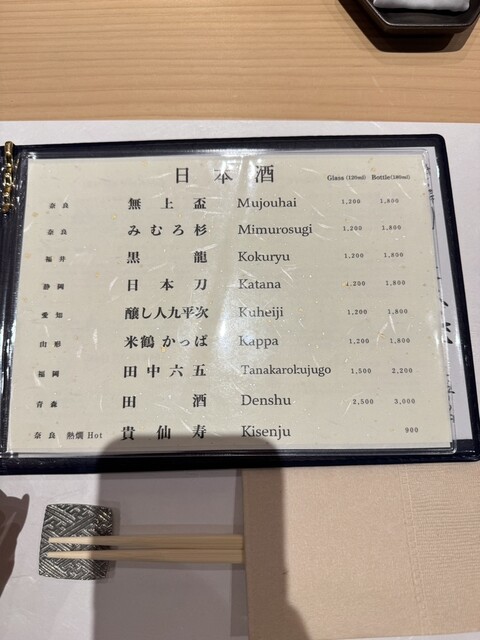 日本酒
Glass (120ml) Bottle(180ml)
奈良 無上盃 Mujouhai 1,200 1,800
奈良 みむろ杉 Mimurosugi 1,200 1,800
福井 黒龍 Kokuryu 1,200 1,800
静岡 日本刀 Katana 1,200 1,800
愛知 醸し人九平次 Kuheiji 1,200 1,800
山形 米鶴かっぱ Kappa 1,200 1,800
福岡 田中六五 Tanakarokujugo 1,500 2,200
青森 田酒 Denshu 2,500 3,000
奈良 熱燗 Hot 貴仙寿 Kisenju 900